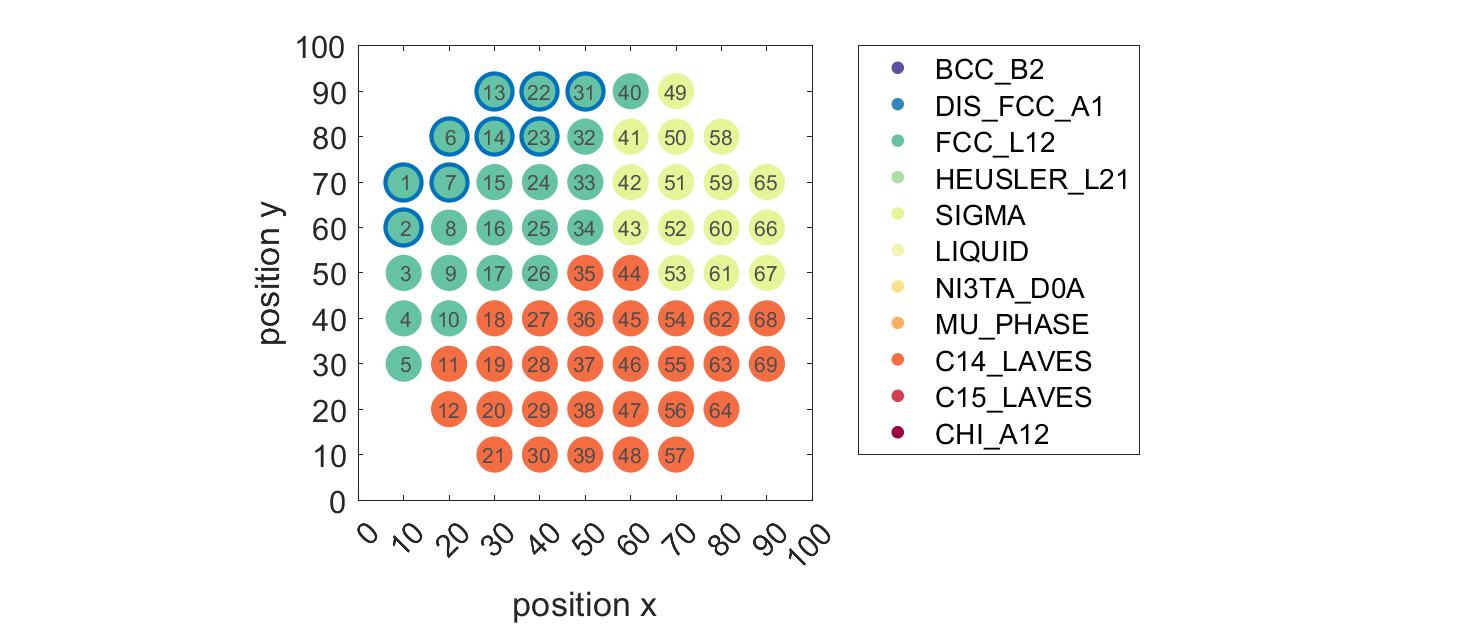 100
90
80
70
60
50
40
30
20
10
0
position y
13 22 31 40 49
6 14 23 32 41 50 58
1 7 15 24 33 42 51 59 65
2 8 16 25 34 43 52 60 66
3 9 17 26 35 44 53 61 67
4 10 18 27 36 45 54 62 68
5 11 19 28 37 46 55 63 69
12 20 29 38 47 56 64
21 30 39 48 57
0 10 20 30 40 50 60 70 80 90 100
position x
BCC_B2
DIS_FCC_A1
FCC_L12
HEUSLER_L21
SIGMA
LIQUID
NI3TA_D0A
MU_PHASE
C14_LAVES
C15_LAVES
CHI_A12